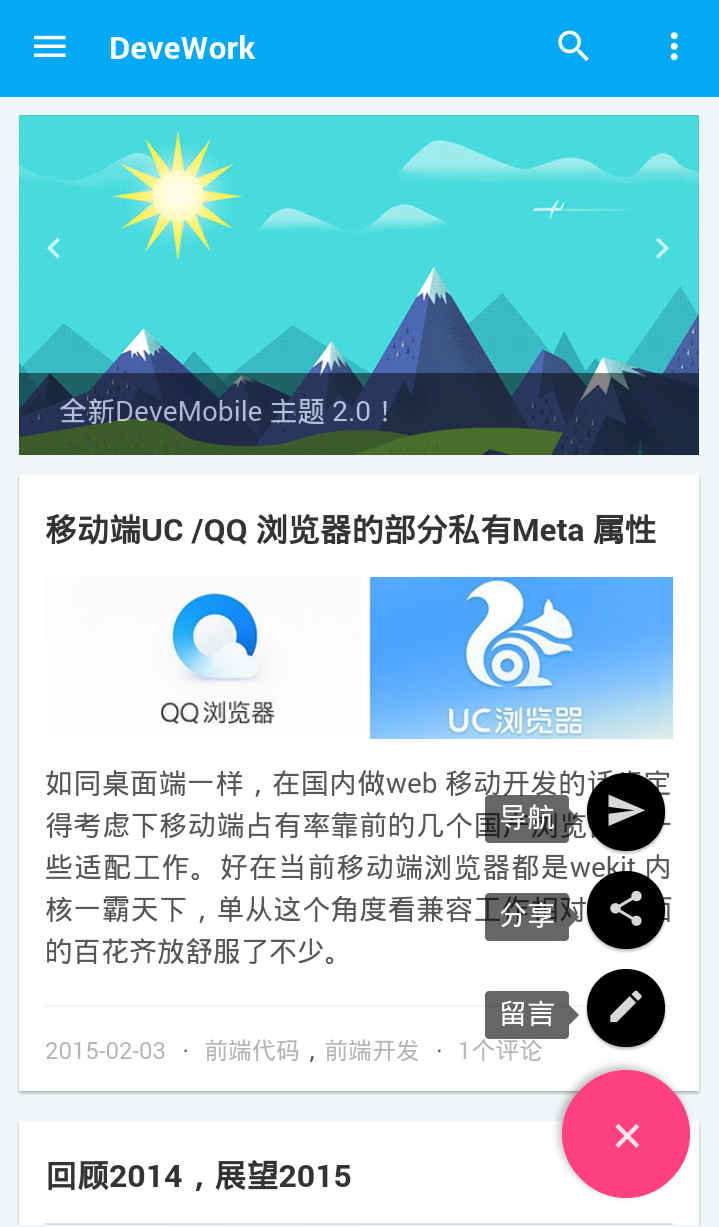 DeveWork
全新DeveMobile 主题 2.0！
移动端UC /QQ 浏览器的部分私有Meta 属性
QQ浏览器
UC浏览器
如同桌面端一样，在国内做web 移动开发的话肯定
得考虑下移动端占有率靠前的几个国产浏览
些适配工作。好在当前移动端浏览器都是wekit 内
核一霸天下，单从这个角度看兼容工作相对 面
的百花齐放舒服了不少。
导航
分享
留言
2015-02-03 · 前端代码，前端开发 · 1个评论
回顾2014，展望2015